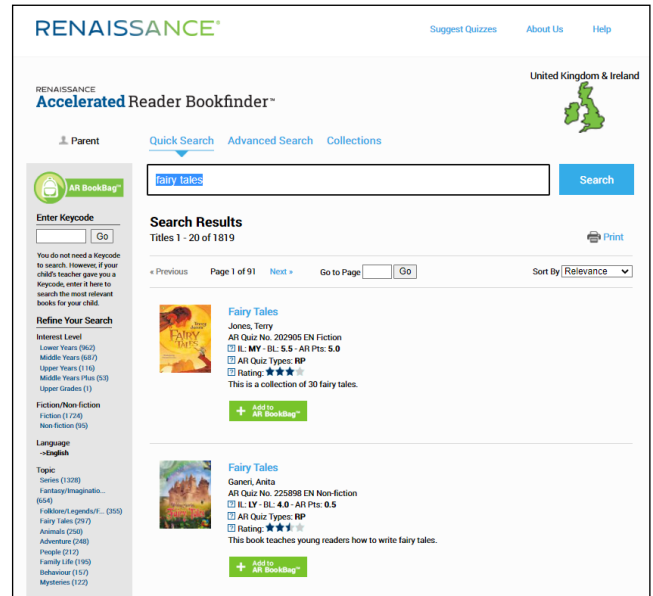 RENAISSANCE®
Suggest Quizzes About Us Help
United Kingdom & Ireland
RENAISSANCE
Accelerated Reader Bookfinder™
Parent
Quick Search Advanced Search Collections
AR BookBag™
fairy tales
Search
Enter Keycode
Go
You do not need a Keycode
to search. However, if your
child's teacher gave you a
Keycode, enter it here to
search the most relevant
books for your child.
Refine Your Search
Interest Level
Lower Years (962)
Middle Years (687)
Upper Years (116)
Middle Years Plus (53)
Upper Grades (1)
Fiction/Non-fiction
Fiction (1724)
Non-fiction (95)
Language
->English
Topic
Series (1328)
Fantasy/Imaginatio...
(654)
Folklore/Legends/F... (355)
Fairy Tales (297)
Animals (250)
Adventure (248)
People (212)
Family Life (195)
Behaviour (157)
Mysteries (122)
Search Results
Titles 1 - 20 of 1819
Print
« Previous Page 1 of 91 Next » Go to Page Go Sort By Relevance
FAIRY
TALES
Fairy Tales
Jones, Terry
AR Quiz No. 202905 EN Fiction
? IL: MY - BL: 5.5 - AR Pts: 5.0
? AR Quiz Types: RP
? Rating:
This is a collection of 30 fairy tales.
+ Add to
AR BookBag™
Fairy Tales
Ganeri, Anita
AR Quiz No. 225898 EN Non-fiction
? IL: LY - BL: 4.0 - AR Pts: 0.5
? AR Quiz Types: RP
? Rating:
This book teaches young readers how to write fairy tales.
+ Add to
AR BookBag™